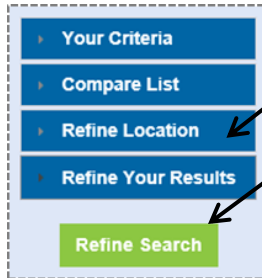 Your Criteria
Compare List
Refine Location
Refine Your Results
Refine Search